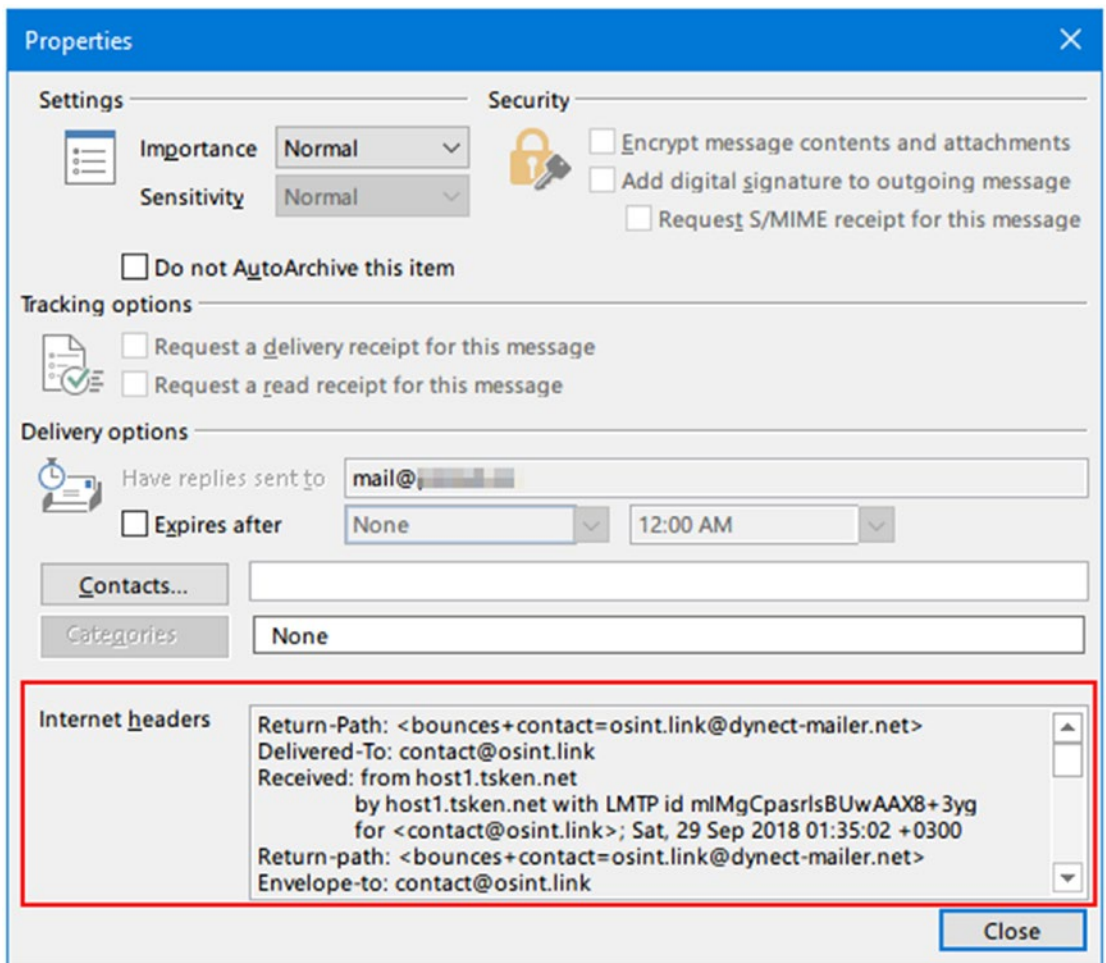 Properties
Settings
Security
Importance Normal
Sensitivity Normal
Encrypt message contents and attachments
Add digital signature to outgoing message
Request S/MIME receipt for this message
Do not AutoArchive this item
Tracking options
Request a delivery receipt for this message
Request a read receipt for this message
Delivery options
Have replies sent to mail@
Expires after None 12:00 AM
Contacts...
Categories None
Internet headers
Return-Path: <bounces+contact=osint.link@dynect-mailer.net>
Delivered-To: contact@osint.link
Received: from host1.tsken.net
by host1.tsken.net with LMTP id mIMgCpasrlsBUwAAX8+3yg
for <contact@osint.link>; Sat, 29 Sep 2018 01:35:02 +0300
Return-path: <bounces+contact=osint.link@dynect-mailer.net>
Envelope-to: contact@osint.link
Close